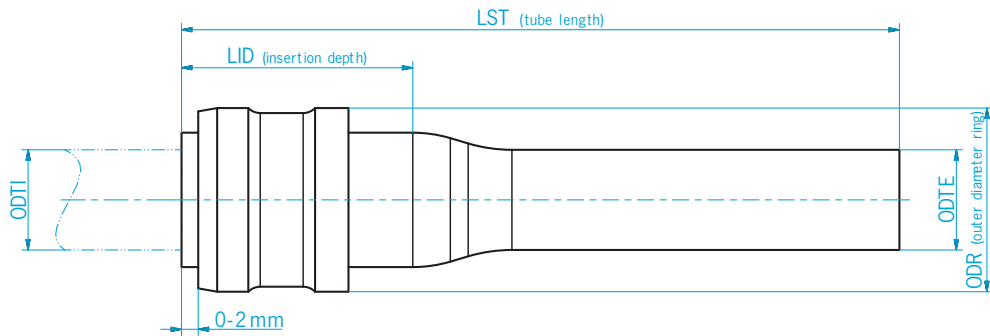 LST (tube length)
LID (insertion depth)
ODTI
ODTE
ODR (outer diameter ring)
0-2 mm